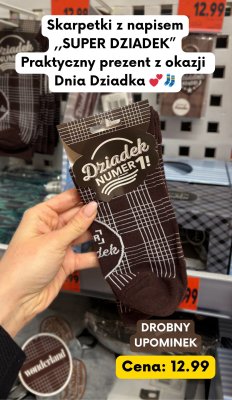 Skarpetki z napisem
,,SUPER DZIADEK”
Praktyczny prezent z okazji
Dnia Dziadka 💕🧦
12.99
Dziadek
NUMER 1!
dek
wonderland
DROBNY
UPOMINEK
Cena: 12.99